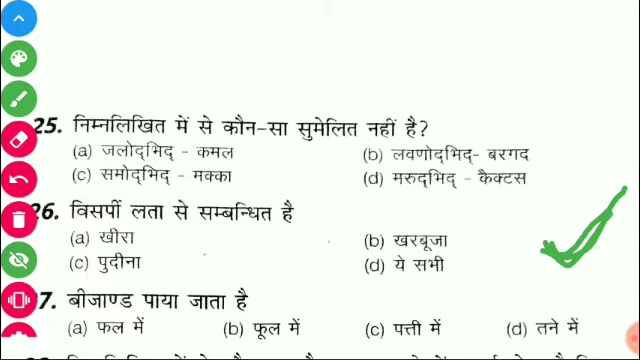 25. निम्नलिखित में से कौन-सा सुमेलित नहीं है?
(a) जलोद्‌भिद् - कमल (b) लवणोद्‌भिद्- बरगद
(c) समोद्‌भिद् - मक्का (d) मरुद्‌भिद् - कैक्टस
26. विसर्पी लता से सम्बन्धित है
(a) खीरा (b) खरबूजा
(c) पुदीना (d) ये सभी
7. बीजाण्ड पाया जाता है
(a) फल में (b) फूल में (c) पत्ती में (d) तने में